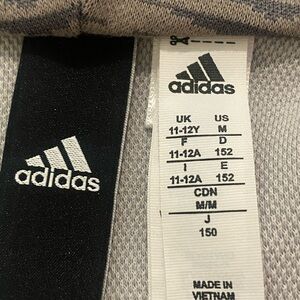 adidas
adidas
UK US
11-12Y M
F D
11-12A 152
I E
11-12A 152
CDN
M/M
J
150
MADE IN
VIETNAM